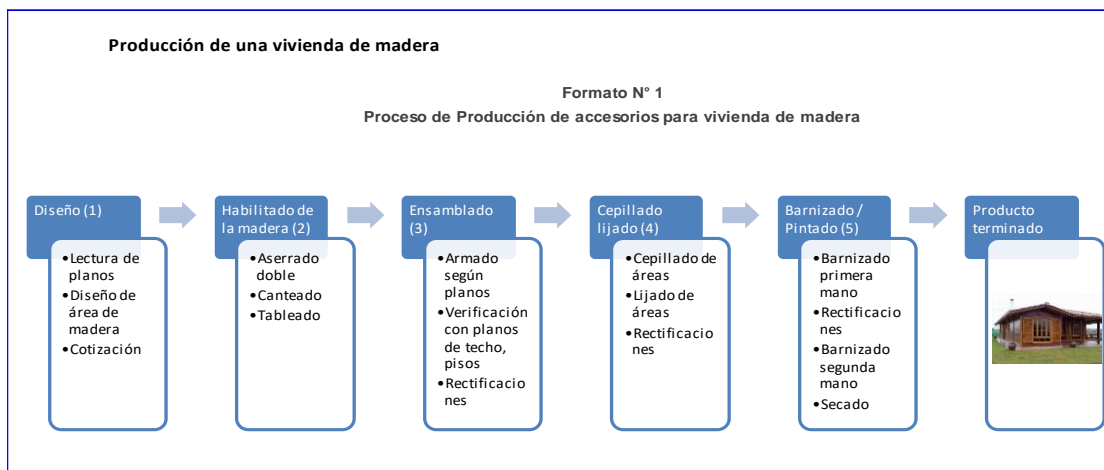 Producción de una vivienda de madera
Formato N° 1
Proceso de Producción de accesorios para vivienda de madera
Diseño (1)
•Lectura de
planos
•Diseño de
área de
madera
•Cotización
Habilitado de
la madera (2)
•Aserrado
doble
•Canteado
•Tableado
Ensamblado
(3)
•Armado
según
planos
•Verificación
con planos
de techo,
pisos
•Rectificacio
nes
Cepillado
lijado (4)
•Cepillado de
áreas
•Lijado de
áreas
•Rectificacio
nes
Barnizado /
Pintado (5)
•Barnizado
primera
mano
•Rectificacio
nes
•Barnizado
segunda
mano
•Secado
Producto
terminado